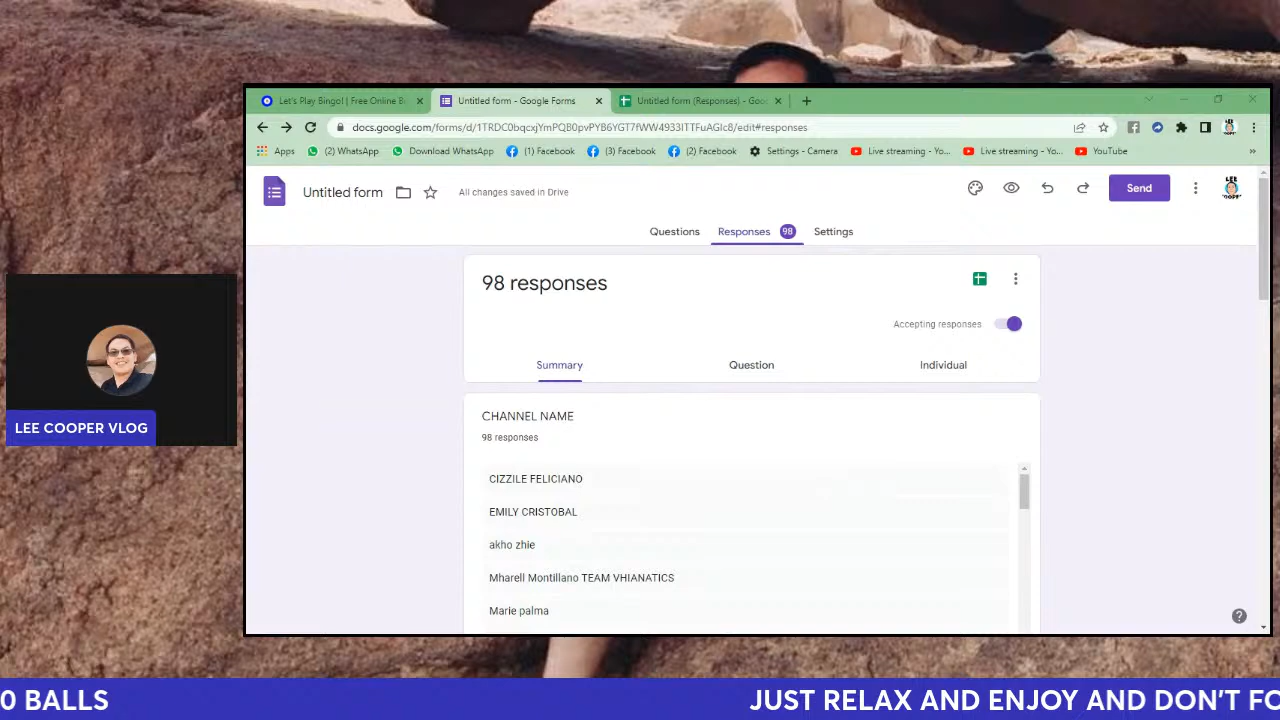 Let's Play Bingo! | Free Online B
Untitled form - Google Forms
Untitled form (Responses) - Goo
docs.google.com/forms/d/1TRDC0bqcxjYmPQB0pvPYB6YGT7fWW4933ITTFuAGIc8/edit#responses
Apps
(2) WhatsApp
Download WhatsApp
(1) Facebook
(3) Facebook
(2) Facebook
Settings - Camera
Live streaming - Yo...
Live streaming - Yo...
YouTube
Untitled form
All changes saved in Drive
Send
Questions
Responses 98
Settings
98 responses
Accepting responses
Summary
Question
Individual
CHANNEL NAME
98 responses
CIZZILE FELICIANO
EMILY CRISTOBAL
akho zhie
Mharell Montillano TEAM VHIANATICS
Marie palma
LEE COOPER VLOG
0 BALLS
JUST RELAX AND ENJOY AND DON'T FO